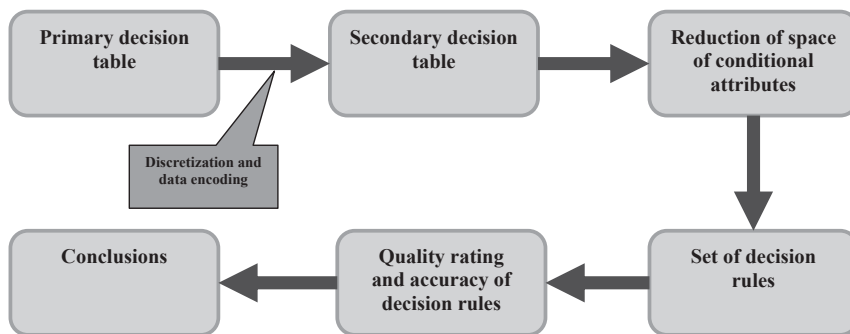 Primary decision
table
Secondary decision
table
Reduction of space
of conditional
attributes
Discretization and
data encoding
Conclusions
Quality rating
and accuracy of
decision rules
Set of decision
rules